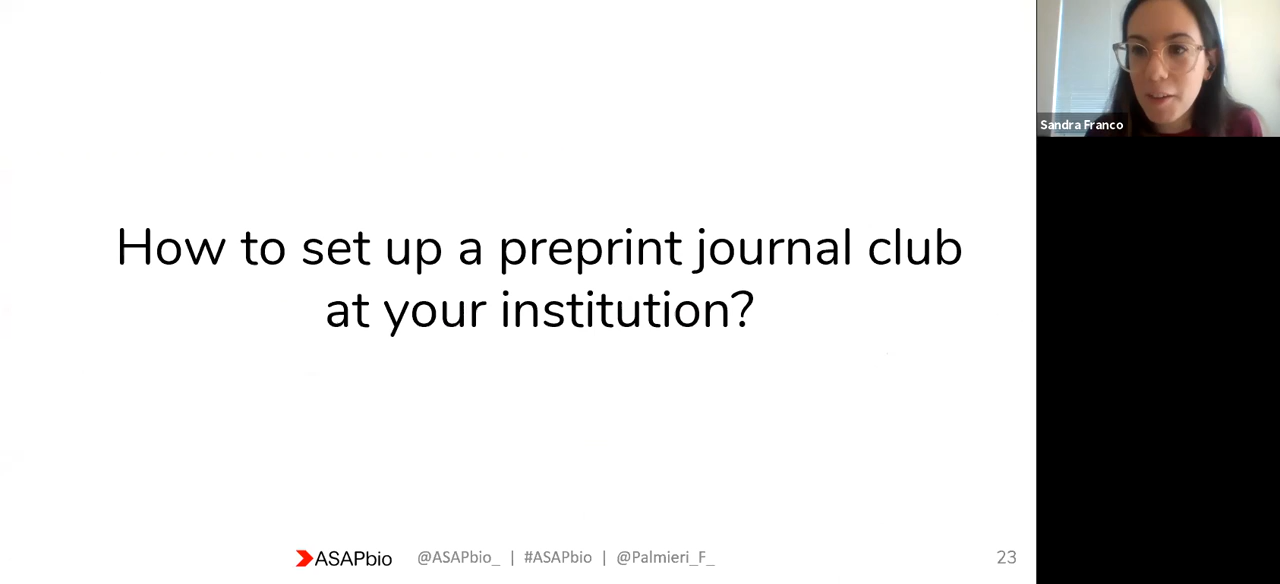 Sandra Franco
How to set up a preprint journal club
at your institution?
ASAPbio @ASAPbio_ | #ASAPbio | @Palmieri_F_ 23